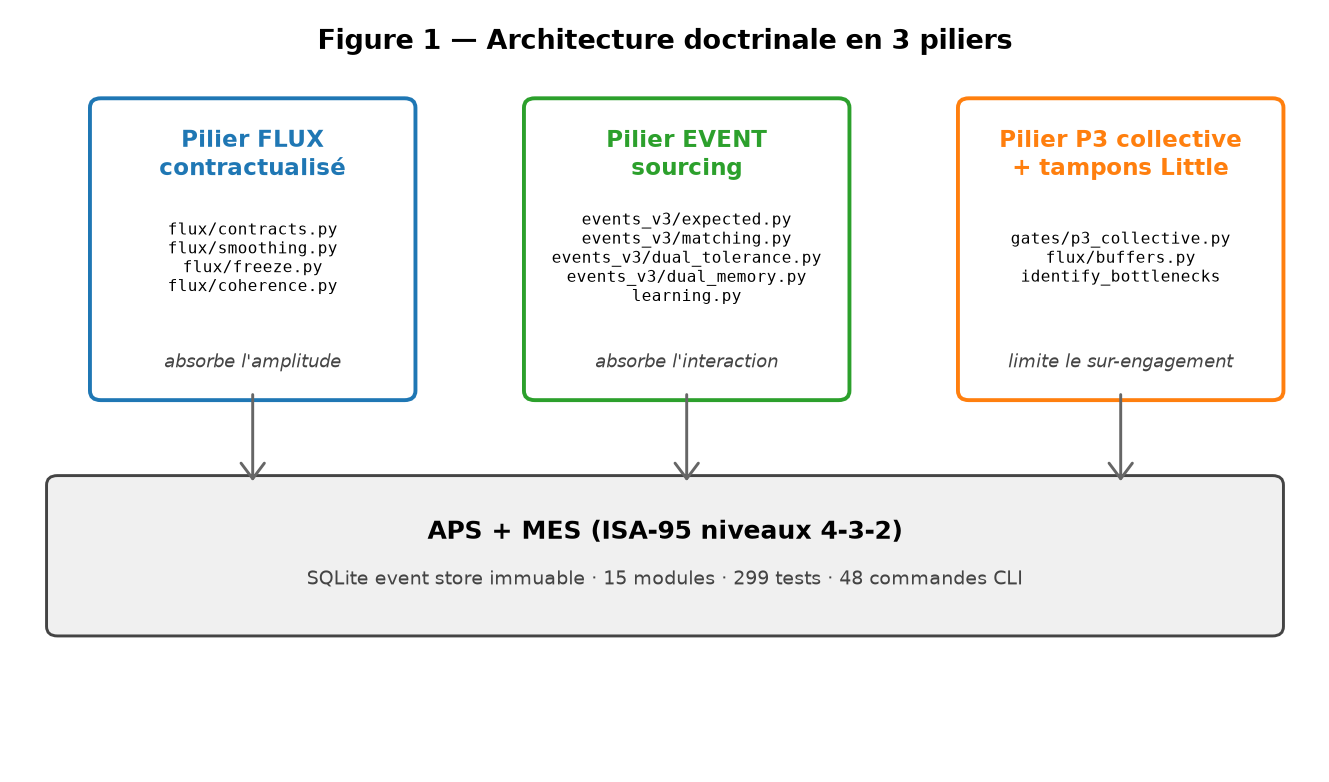 Figure 1 — Architecture doctrinale en 3 piliers
Pilier FLUX
contractualisé
flux/contracts.py
flux/smoothing.py
flux/freeze.py
flux/coherence.py
absorbe l'amplitude
Pilier EVENT
sourcing
events_v3/expected.py
events_v3/matching.py
events_v3/dual_tolerance.py
events_v3/dual_memory.py
learning.py
absorbe l'interaction
Pilier P3 collective
+ tampons Little
gates/p3_collective.py
flux/buffers.py
identify_bottlenecks
limite le sur-engagement
APS + MES (ISA-95 niveaux 4-3-2)
SQLite event store immuable · 15 modules · 299 tests · 48 commandes CLI